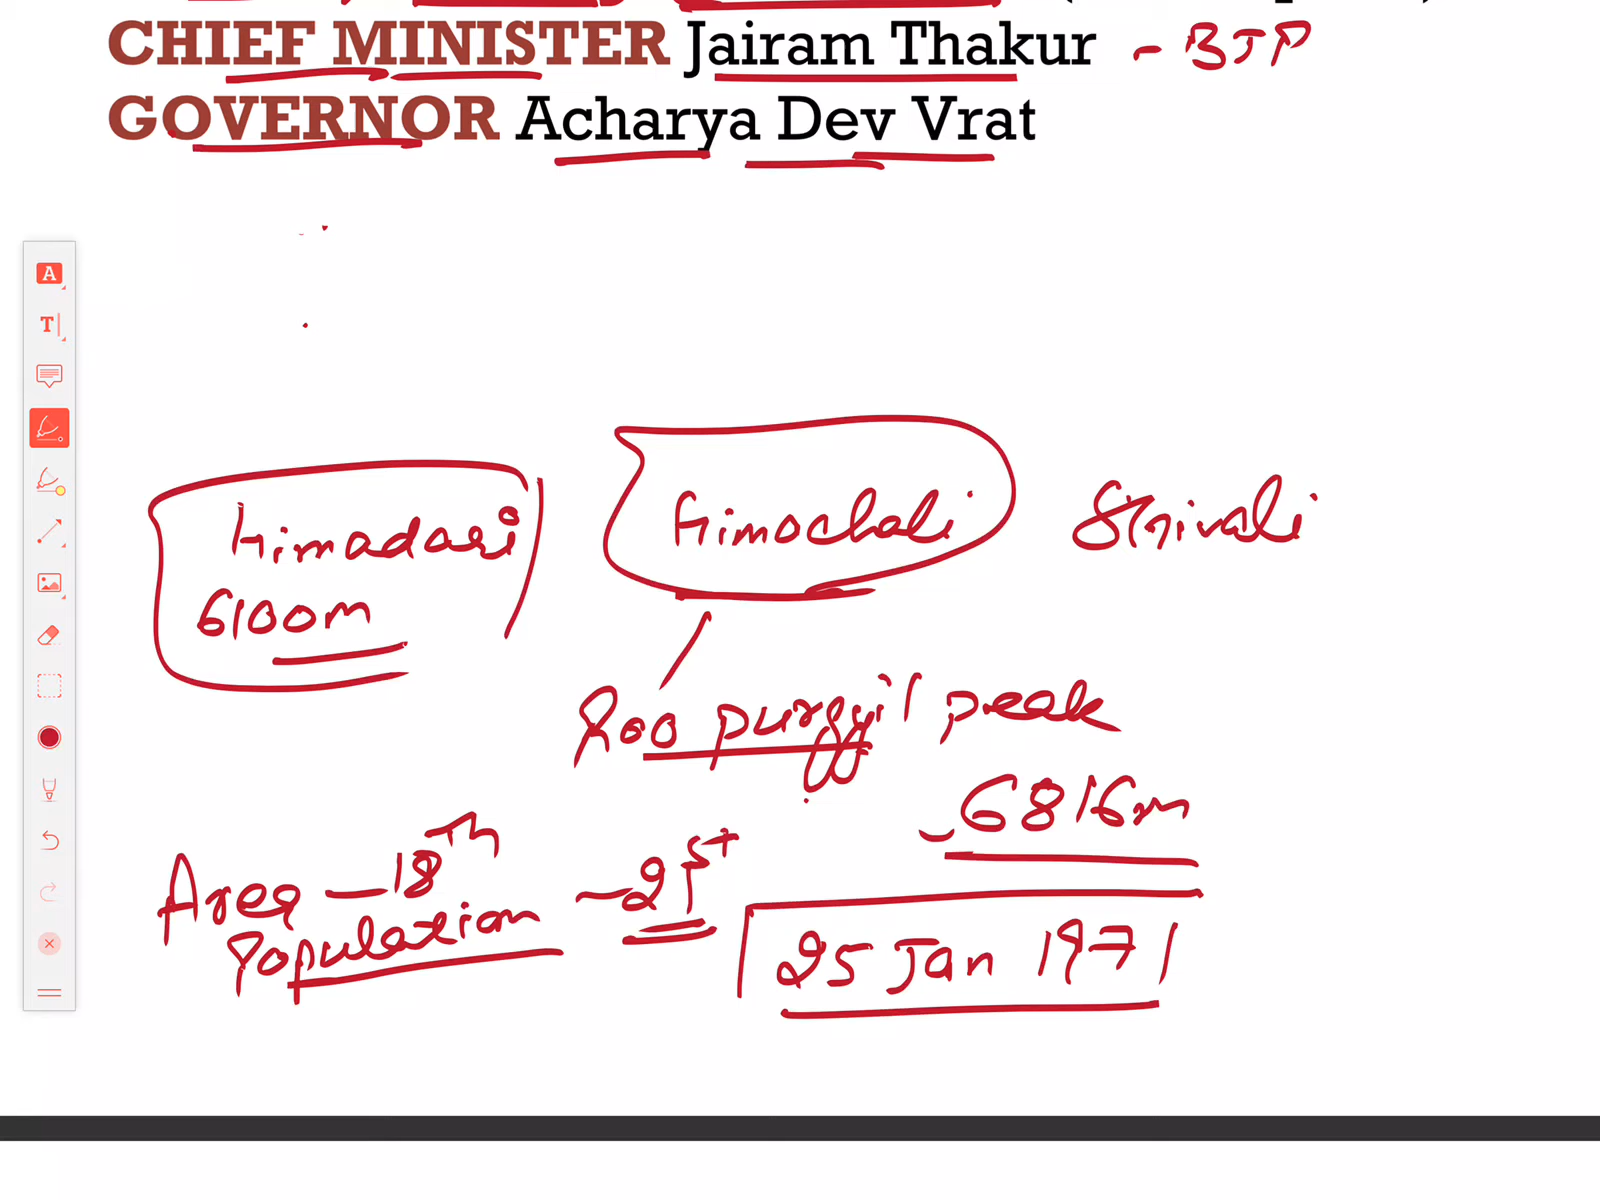 CHIEF MINISTER Jairam Thakur - BJP
GOVERNOR Acharya Dev Vrat
Himadari Himachali Shivali
6100m
Reo purgyil peak
- 6816m
Area - 18Th
Population - 21st
25 Jan 1971